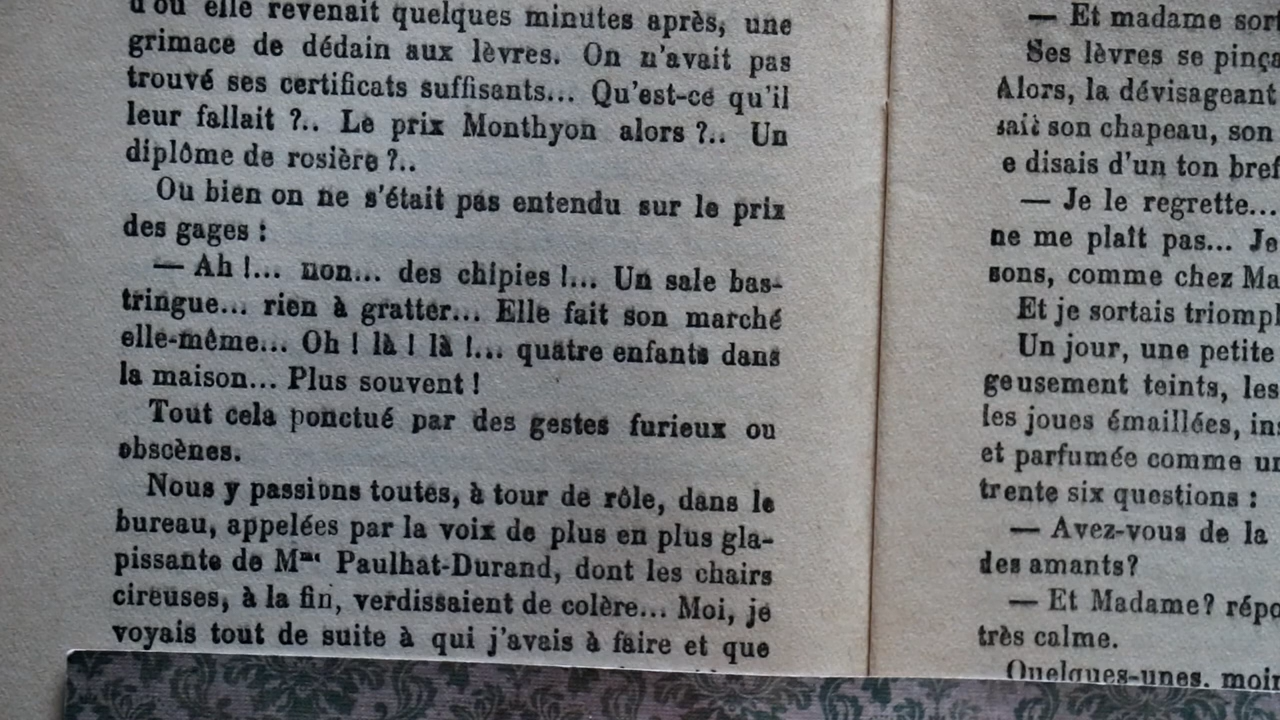 d'où elle revenait quelques minutes après, une
grimace de dédain aux lèvres. On n'avait pas
trouvé ses certificats suffisants... Qu'est-ce qu'il
leur fallait ?.. Le prix Monthyon alors ?.. Un
diplôme de rosière ?..
Ou bien on ne s'était pas entendu sur le prix
des gages :
— Ah !... non... des chipies !... Un sale bas-
tringue... rien à gratter... Elle fait son marché
elle-même... Oh ! là ! là !... quatre enfants dans
la maison... Plus souvent !
Tout cela ponctué par des gestes furieux ou
obscènes.
Nous y passions toutes, à tour de rôle, dans le
bureau, appelées par la voix de plus en plus gla-
pissante de Mme Paulhat-Durand, dont les chairs
cireuses, à la fin, verdissaient de colère... Moi, je
voyais tout de suite à qui j'avais à faire et que
— Et madame sort
Ses lèvres se pinça
Alors, la dévisageant
sait son chapeau, son
e disais d'un ton bref
— Je le regrette...
ne me plaît pas... Je
sons, comme chez Ma
Et je sortais triomph
Un jour, une petite
geusement teints, les
les joues émaillées, ins
et parfumée comme un
trente six questions :
— Avez-vous de la
des amants?
— Et Madame? répo
très calme.
Quelques-unes, moin